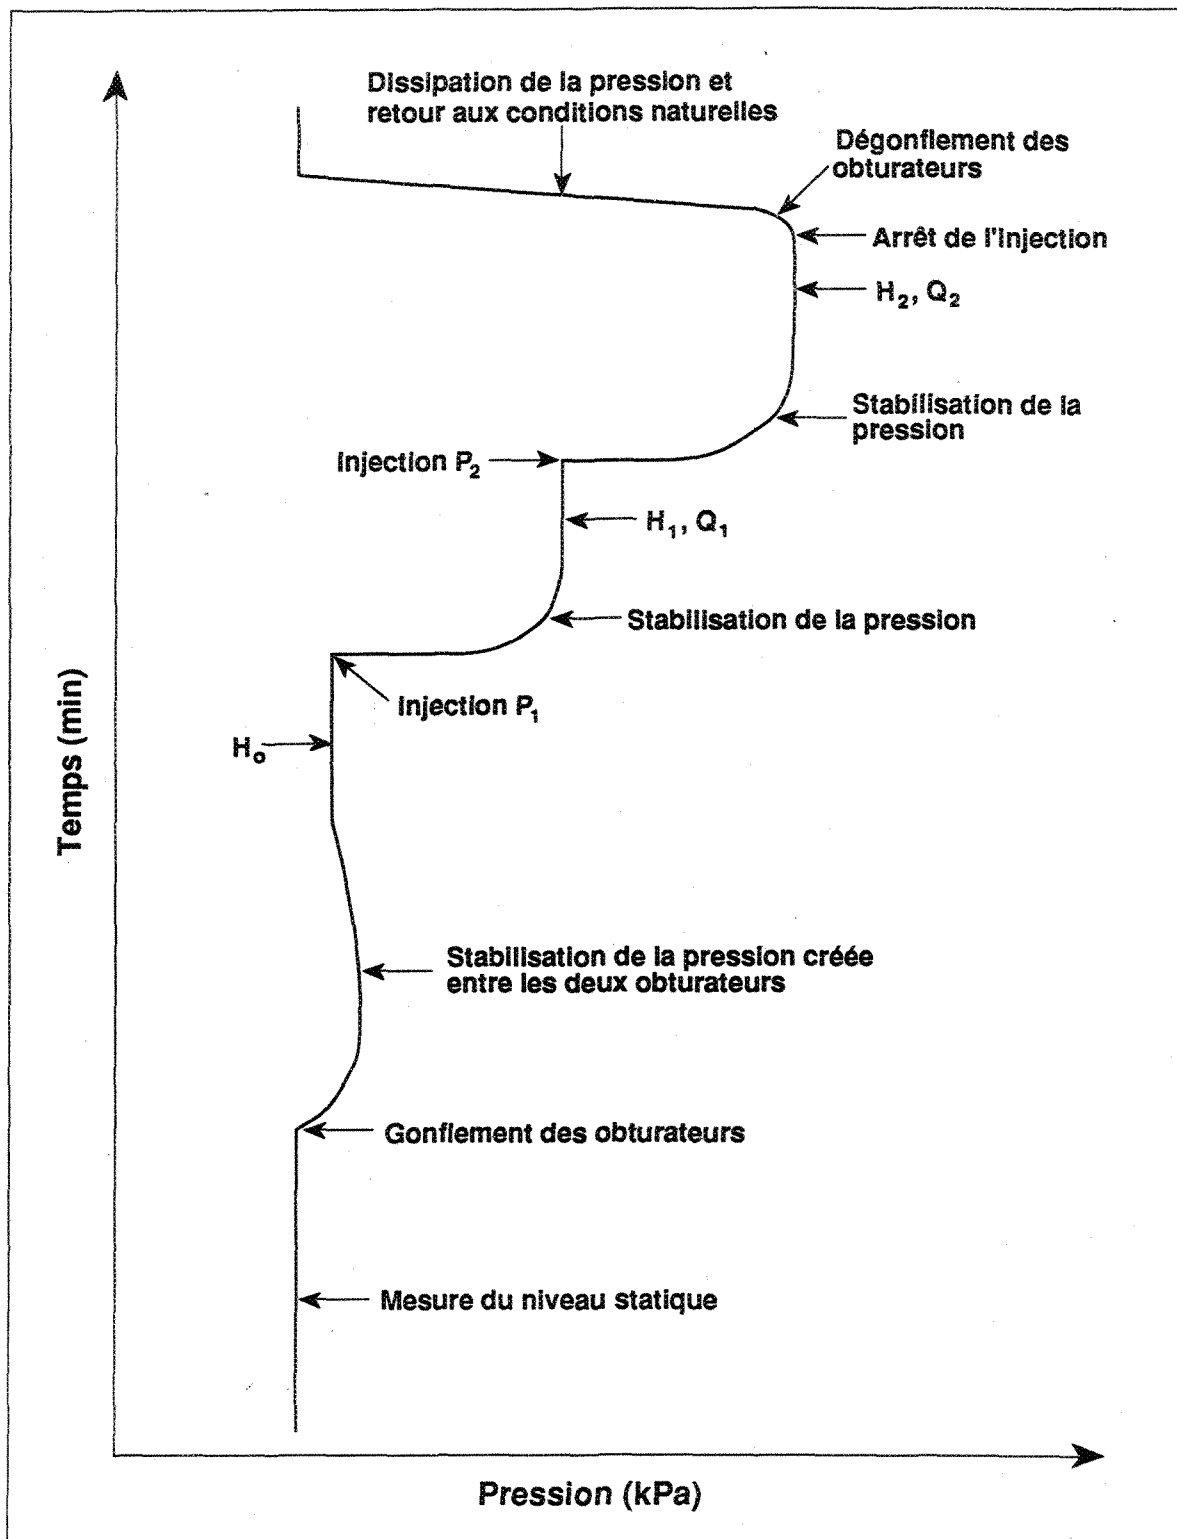 Dissipation de la pression et
retour aux conditions naturelles
Dégonflement des
obturateurs
Arrêt de l'Injection
H₂, Q₂
Stabilisation de la
pression
Injection P₂
H₁, Q₁
Stabilisation de la pression
Injection P₁
H₀
Temps (min)
Stabilisation de la pression créée
entre les deux obturateurs
Gonflement des obturateurs
Mesure du niveau statique
Pression (kPa)